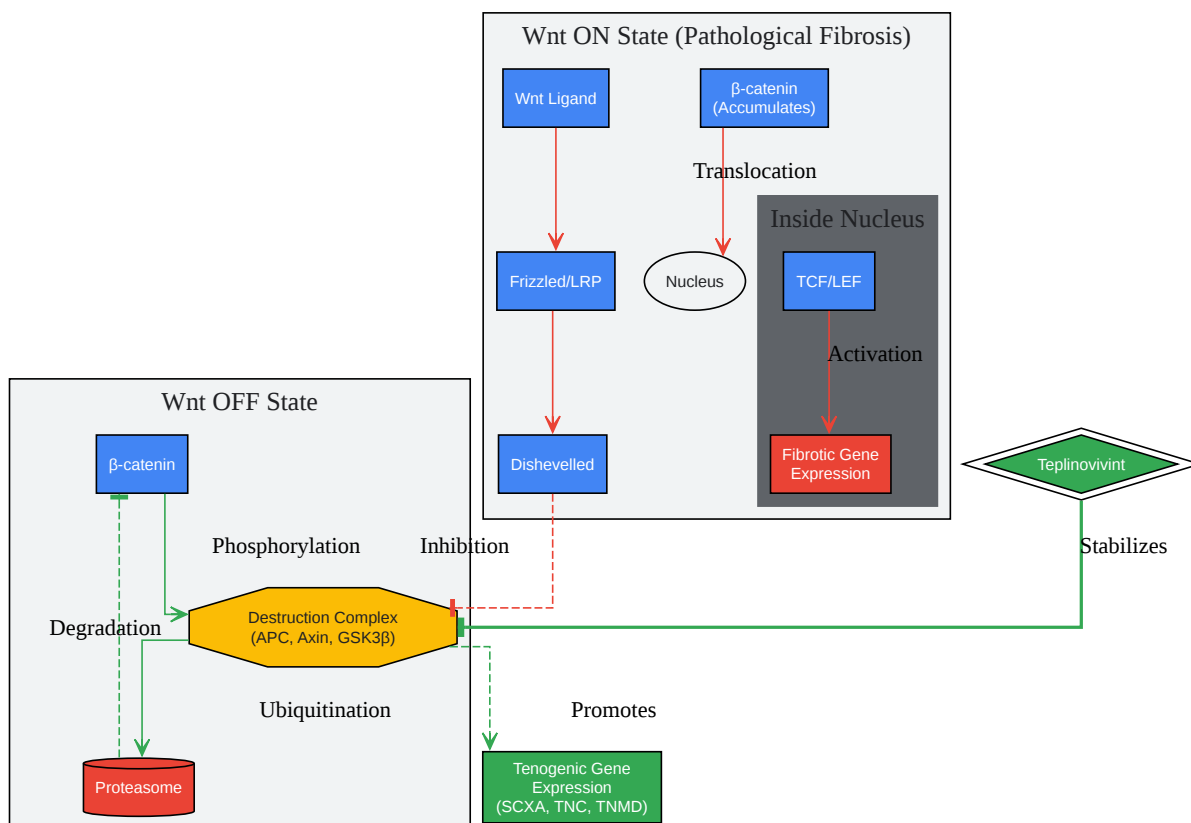 Wnt ON State (Pathological Fibrosis)
Wnt Ligand
β-catenin
(Accumulates)
Translocation
Inside Nucleus
Frizzled/LRP
Nucleus
TCF/LEF
Activation
Wnt OFF State
β-catenin
Dishevelled
Fibrotic Gene
Expression
Teplinovivint
Phosphorylation
Inhibition
Stabilizes
Destruction Complex
(APC, Axin, GSK3β)
Degradation
Ubiquitination
Promotes
Proteasome
Tenogenic Gene
Expression
(SCXA, TNC, TNMD)